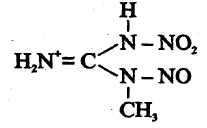 H
N—NO₂
H₂N⁺=C
N—NO
CH₃